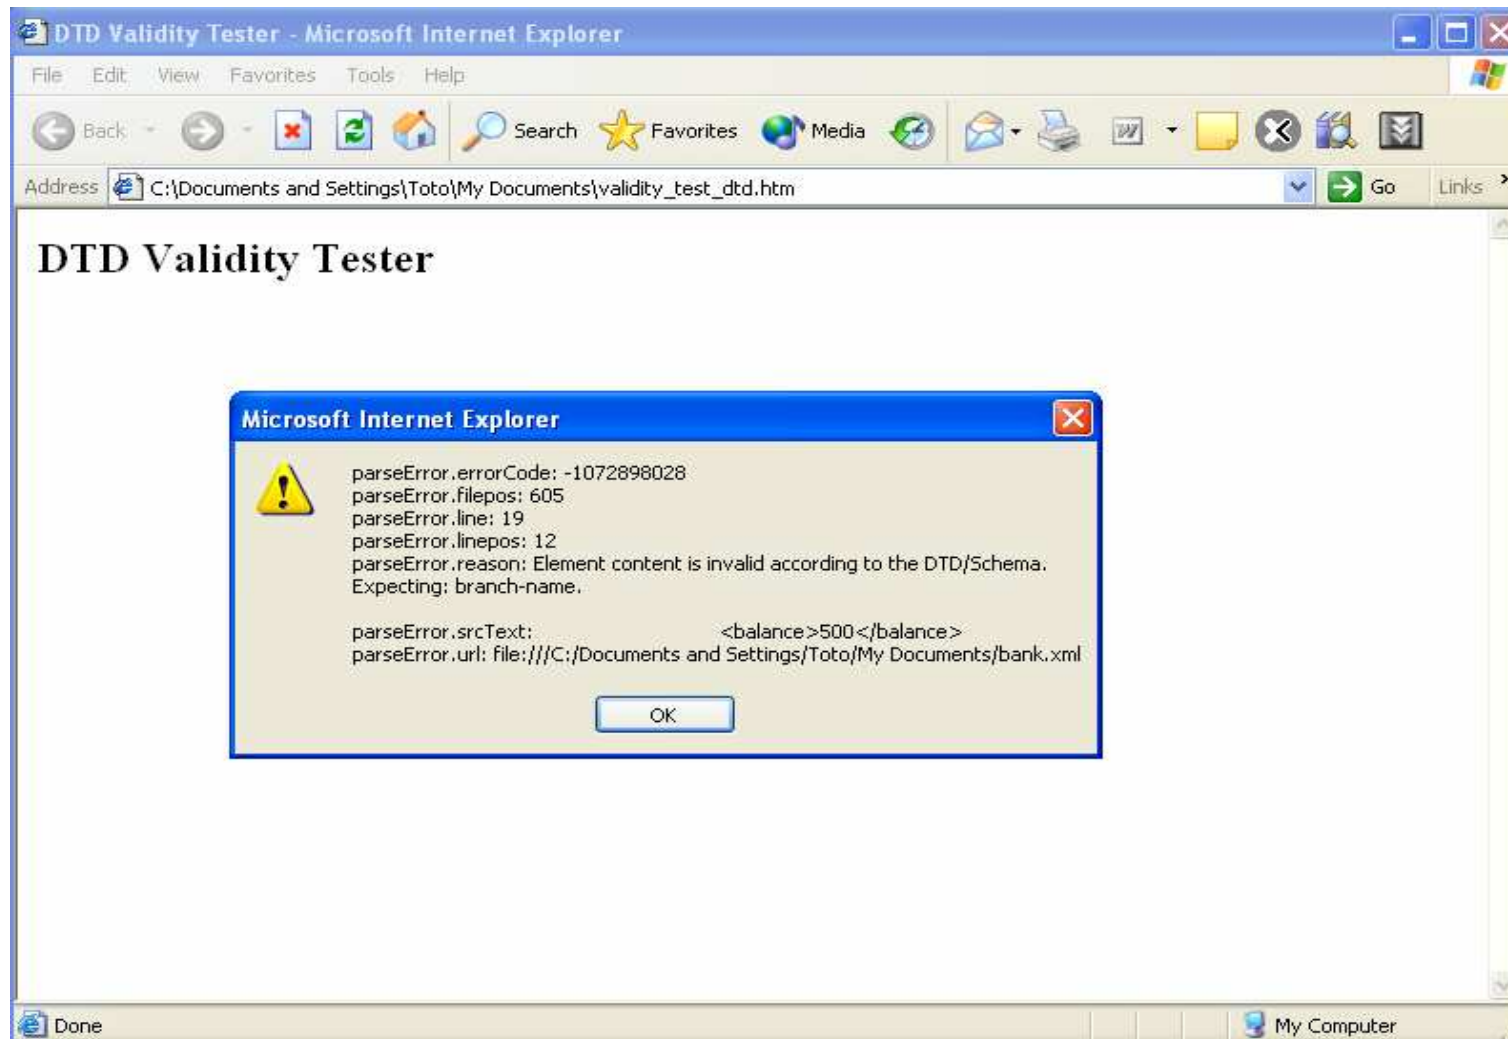 DTD Validity Tester - Microsoft Internet Explorer
File Edit View Favorites Tools Help
Back Search Favorites Media
Address C:\Documents and Settings\Toto\My Documents\validity_test_dtd.htm Go Links
DTD Validity Tester
Microsoft Internet Explorer
parseError.errorCode: -1072898028
parseError.filepos: 605
parseError.line: 19
parseError.linepos: 12
parseError.reason: Element content is invalid according to the DTD/Schema.
Expecting: branch-name.
parseError.srcText: <balance>500</balance>
parseError.url: file:///C:/Documents and Settings/Toto/My Documents/bank.xml
OK
Done My Computer